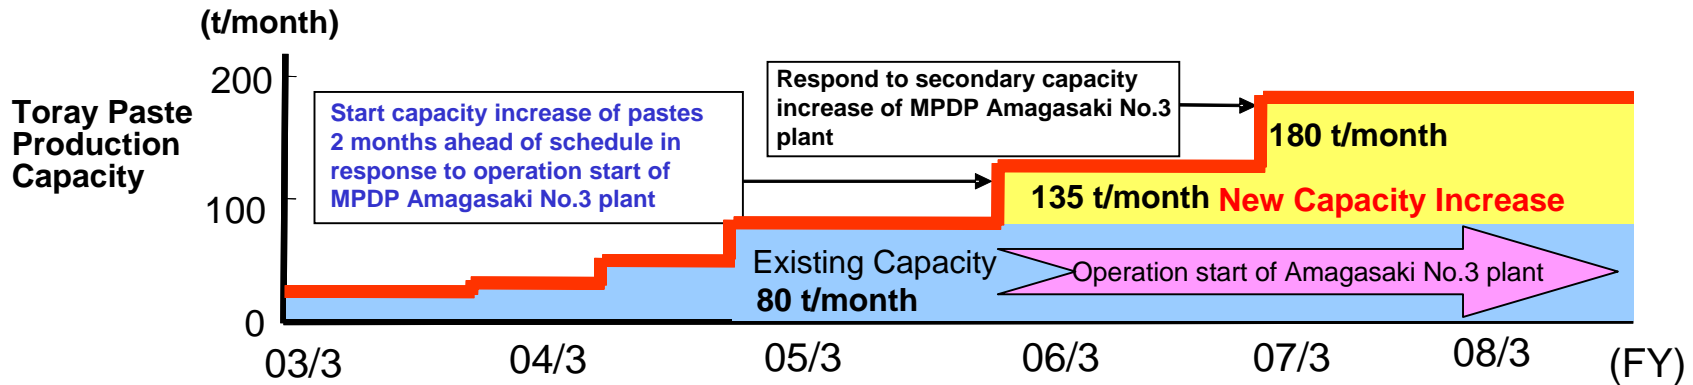 (t/month)
200
100
0
Toray Paste
Production
Capacity
Start capacity increase of pastes
2 months ahead of schedule in
response to operation start of
MPDP Amagasaki No.3 plant
Respond to secondary capacity
increase of MPDP Amagasaki No.3
plant
180 t/month
135 t/month New Capacity Increase
Existing Capacity
80 t/month
Operation start of Amagasaki No.3 plant
03/3 04/3 05/3 06/3 07/3 08/3 (FY)